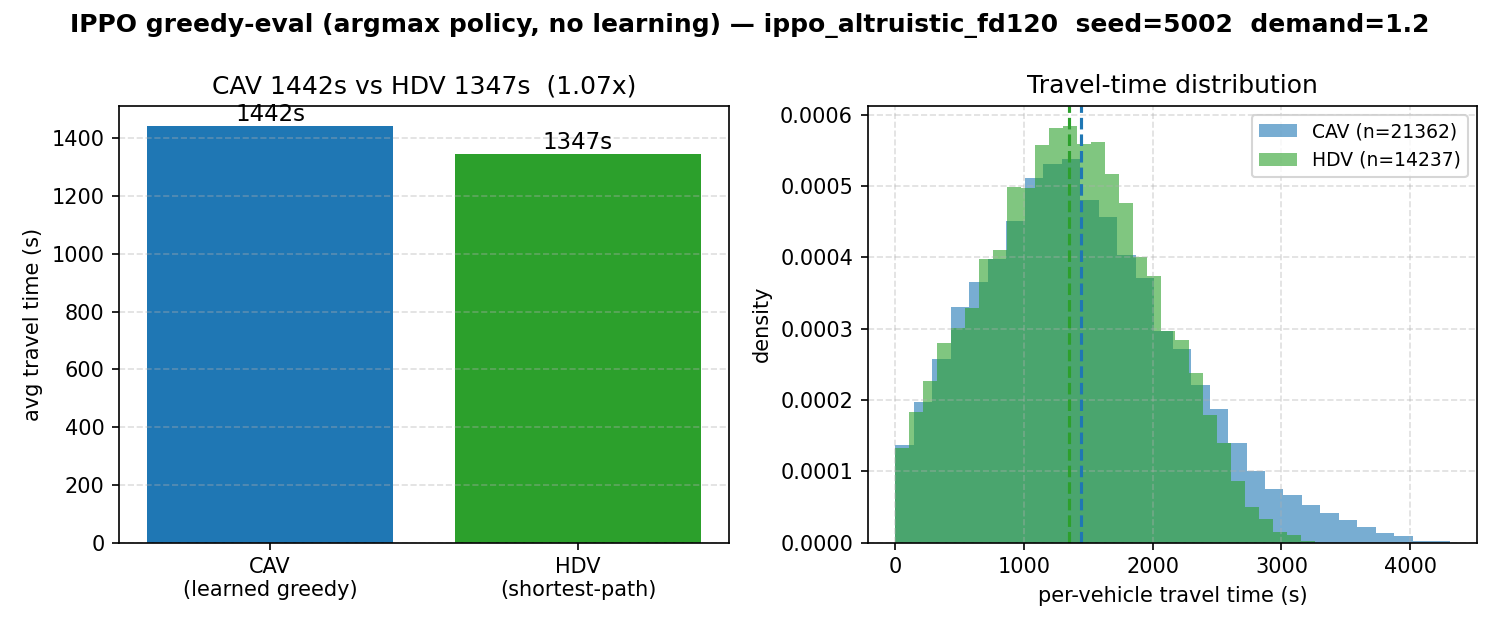 IPPO greedy-eval (argmax policy, no learning) — ippo_altruistic_fd120  seed=5002  demand=1.2
CAV 1442s vs HDV 1347s  (1.07x)
1442s
1347s
avg travel time (s)
1400
1200
1000
800
600
400
200
0
CAV
(learned greedy)
HDV
(shortest-path)
Travel-time distribution
CAV (n=21362)
HDV (n=14237)
density
0.0006
0.0005
0.0004
0.0003
0.0002
0.0001
0.0000
0 1000 2000 3000 4000
per-vehicle travel time (s)